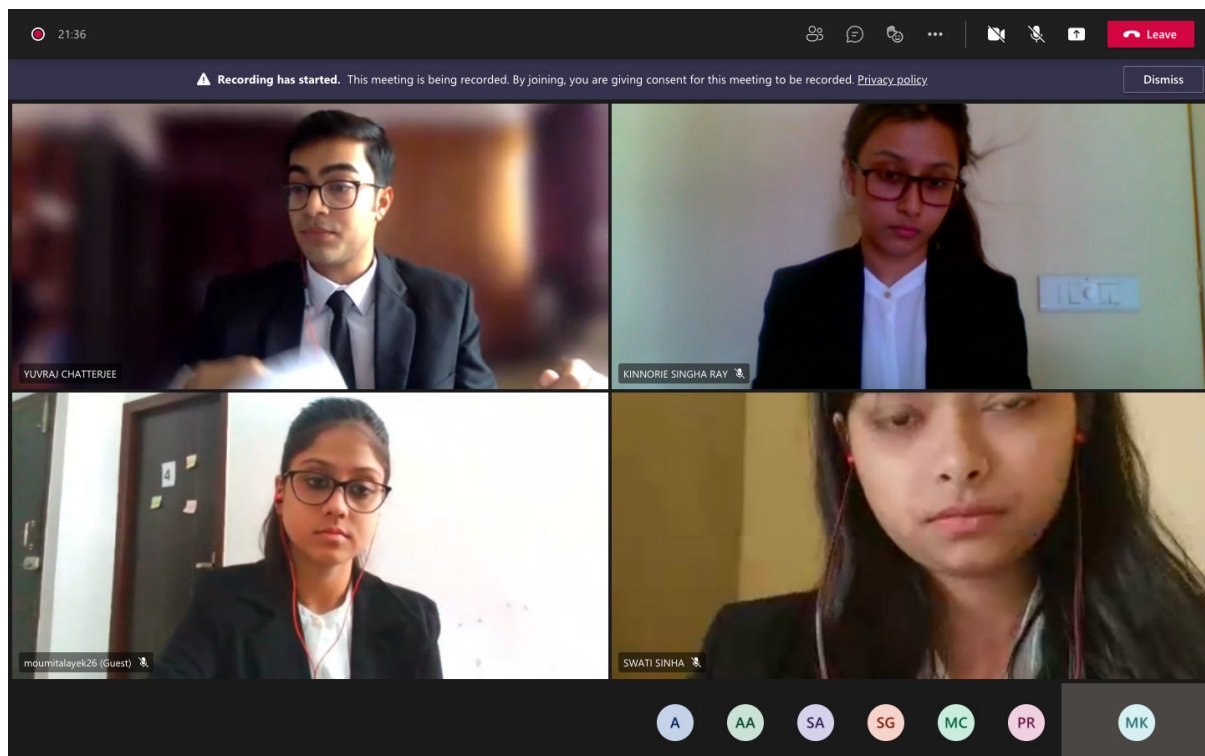 21:36
Leave
Recording has started. This meeting is being recorded. By joining, you are giving consent for this meeting to be recorded. Privacy policy
Dismiss
YUVRAJ CHATTERJEE
KINNORIE SINGHA RAY
4
moumitalayek26 (Guest)
SWATI SINHA
A
AA
SA
SG
MC
PR
MK